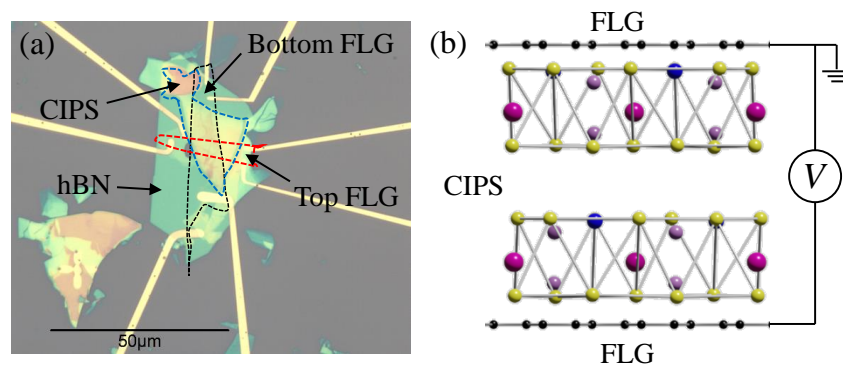 (a)
Bottom FLG
CIPS
hBN
Top FLG
50μm
(b)
FLG
CIPS
V
FLG